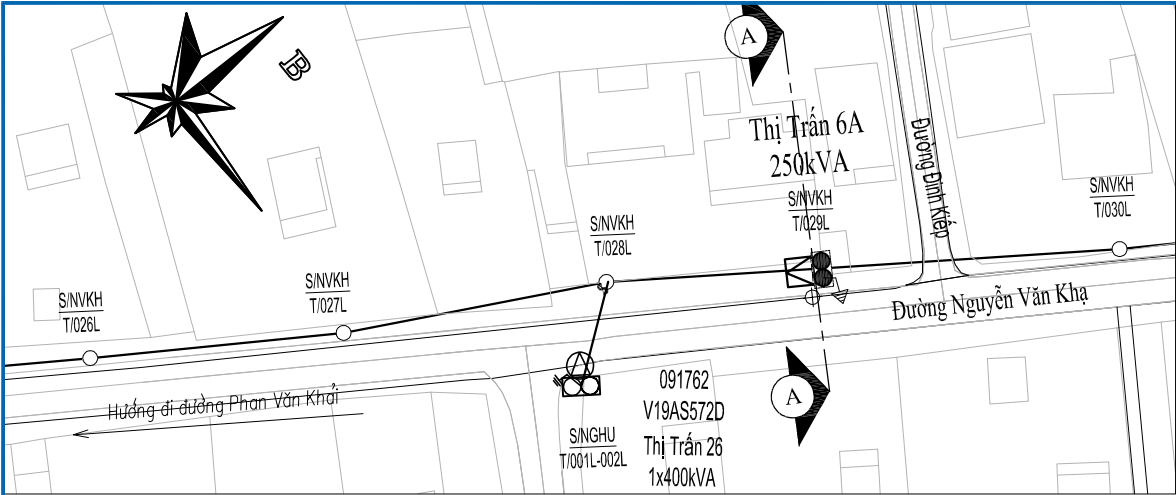 B
A
Thị Trấn 6A
250kVA
Đường Đinh Kiếp
S/NVKH
T/026L
S/NVKH
T/027L
S/NVKH
T/028L
S/NVKH
T/029L
S/NVKH
T/030L
Đường Nguyễn Văn Khạ
Hướng đi đường Phan Văn Khải
091762
V19AS572D
Thị Trấn 26
1x400kVA
S/NGHU
T/001L-002L
A